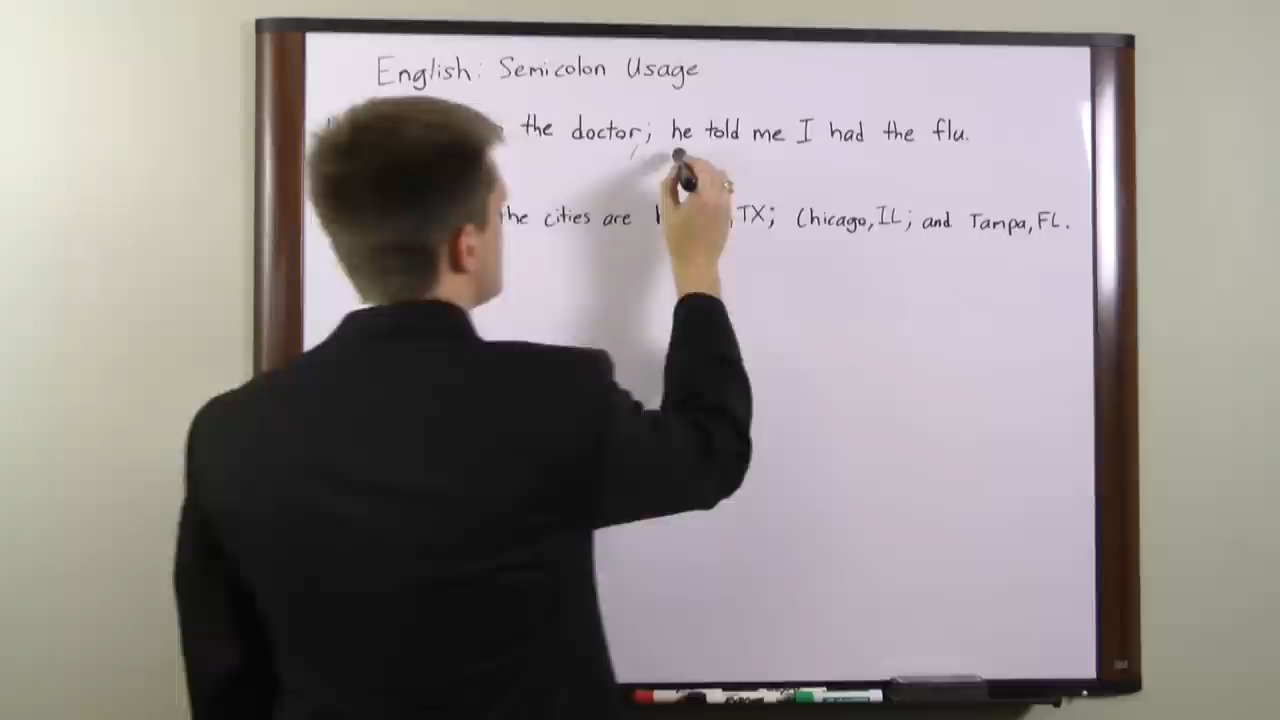 English: Semicolon Usage
the doctor; he told me I had the flu.
the cities are TX; Chicago, IL; and Tampa, FL.